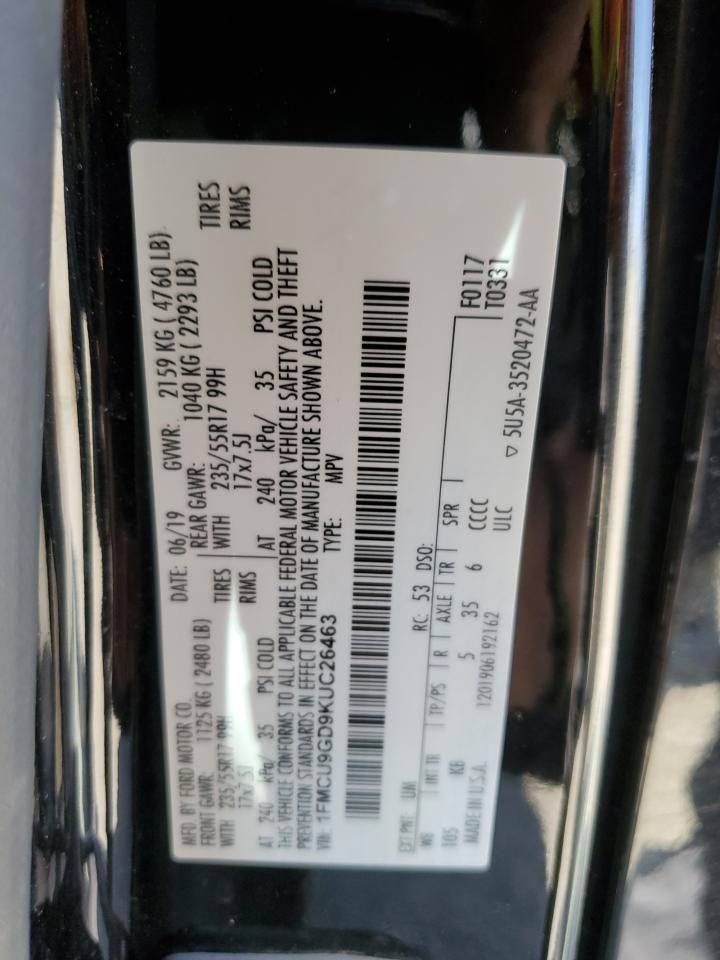 MFD. BY FORD MOTOR CO.
DATE: 06/19 GVWR: 2159 KG ( 4760 LB)
FRONT GAWR: 1125 KG ( 2480 LB) REAR GAWR: 1040 KG ( 2293 LB)
WITH 235/55R17 99H TIRES WITH 235/55R17 99H TIRES
17x7.5J RIMS 17x7.5J RIMS
AT 240 kPa/ 35 PSI COLD AT 240 kPa/ 35 PSI COLD
THIS VEHICLE CONFORMS TO ALL APPLICABLE FEDERAL MOTOR VEHICLE SAFETY AND THEFT
PREVENTION STANDARDS IN EFFECT ON THE DATE OF MANUFACTURE SHOWN ABOVE.
VIN: 1FMCU9GD9KUC26463 TYPE: MPV
EXT PNT: UM RC: 53 DSO: F0117
WB INT TR TP/PS R AXLE TR SPR T0331
105 KB 5 35 6 CCCC
MADE IN U.S.A. 1201906192162 ULC ▽ 5U5A-3520472-AA